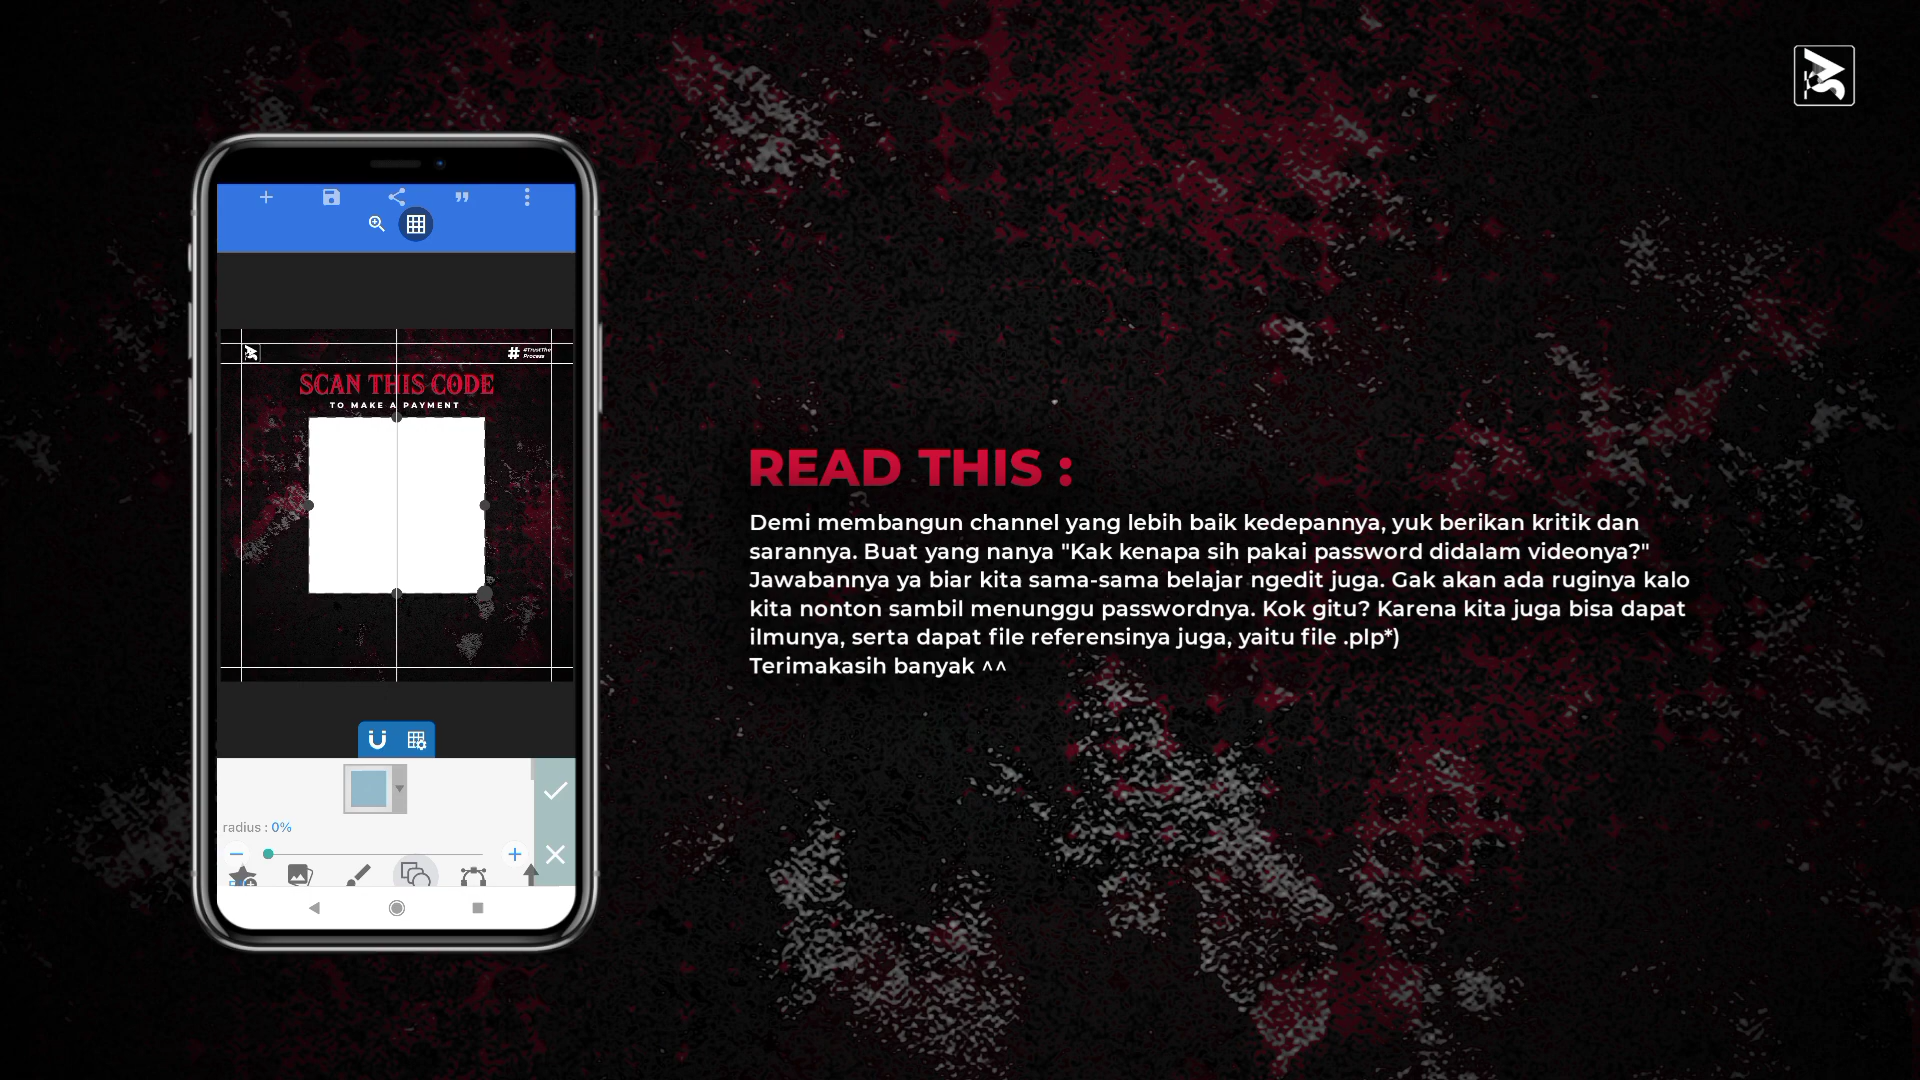 #TrustThe
Process
SCAN THIS CODE
TO MAKE A PAYMENT
radius : 0%
READ THIS :
Demi membangun channel yang lebih baik kedepannya, yuk berikan kritik dan
sarannya. Buat yang nanya "Kak kenapa sih pakai password didalam videonya?"
Jawabannya ya biar kita sama-sama belajar ngedit juga. Gak akan ada ruginya kalo
kita nonton sambil menunggu passwordnya. Kok gitu? Karena kita juga bisa dapat
ilmunya, serta dapat file referensinya juga, yaitu file .plp*)
Terimakasih banyak ^^